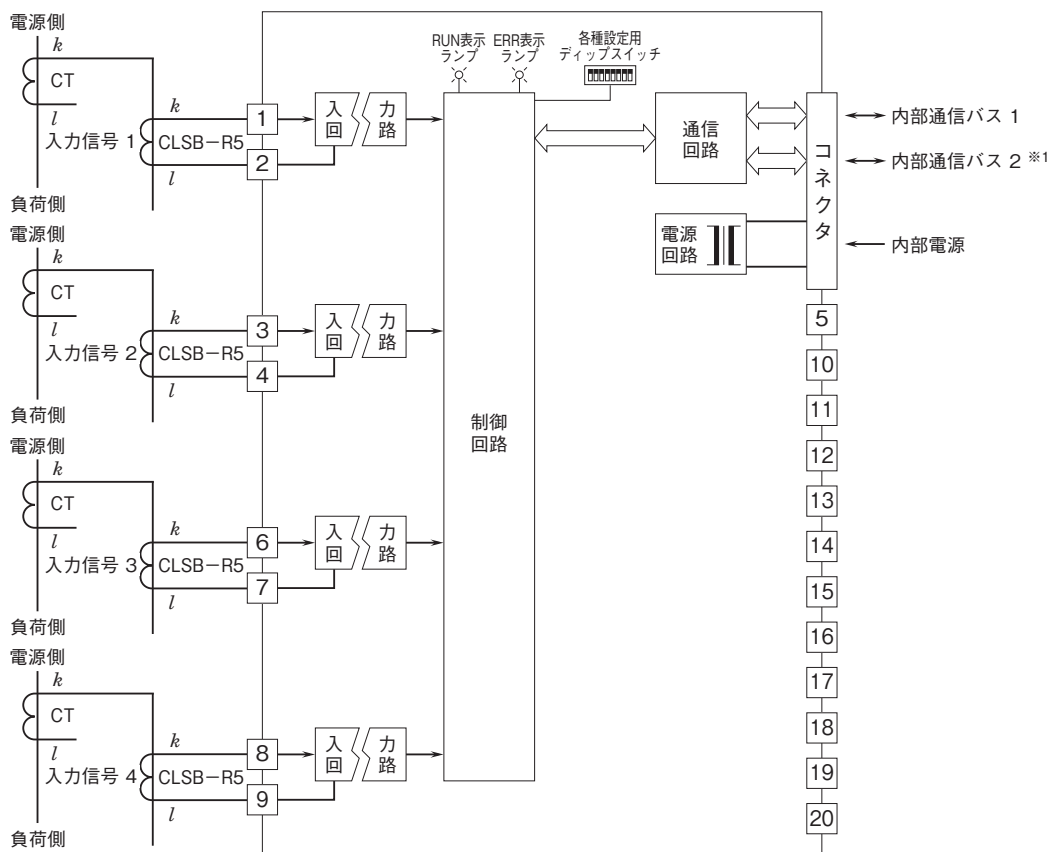 電源側
k
CT
l
入力信号 1
負荷側
k
CLSB−R5
l
1
2
入力
回路
電源側
k
CT
l
入力信号 2
負荷側
k
CLSB−R5
l
3
4
入力
回路
電源側
k
CT
l
入力信号 3
負荷側
k
CLSB−R5
l
6
7
入力
回路
電源側
k
CT
l
入力信号 4
負荷側
k
CLSB−R5
l
8
9
入力
回路
RUN表示
ランプ
ERR表示
ランプ
各種設定用
ディップスイッチ
制御
回路
通信
回路
電源
回路
コネクタ
内部通信バス 1
内部通信バス 2 ※1
内部電源
5
10
11
12
13
14
15
16
17
18
19
20